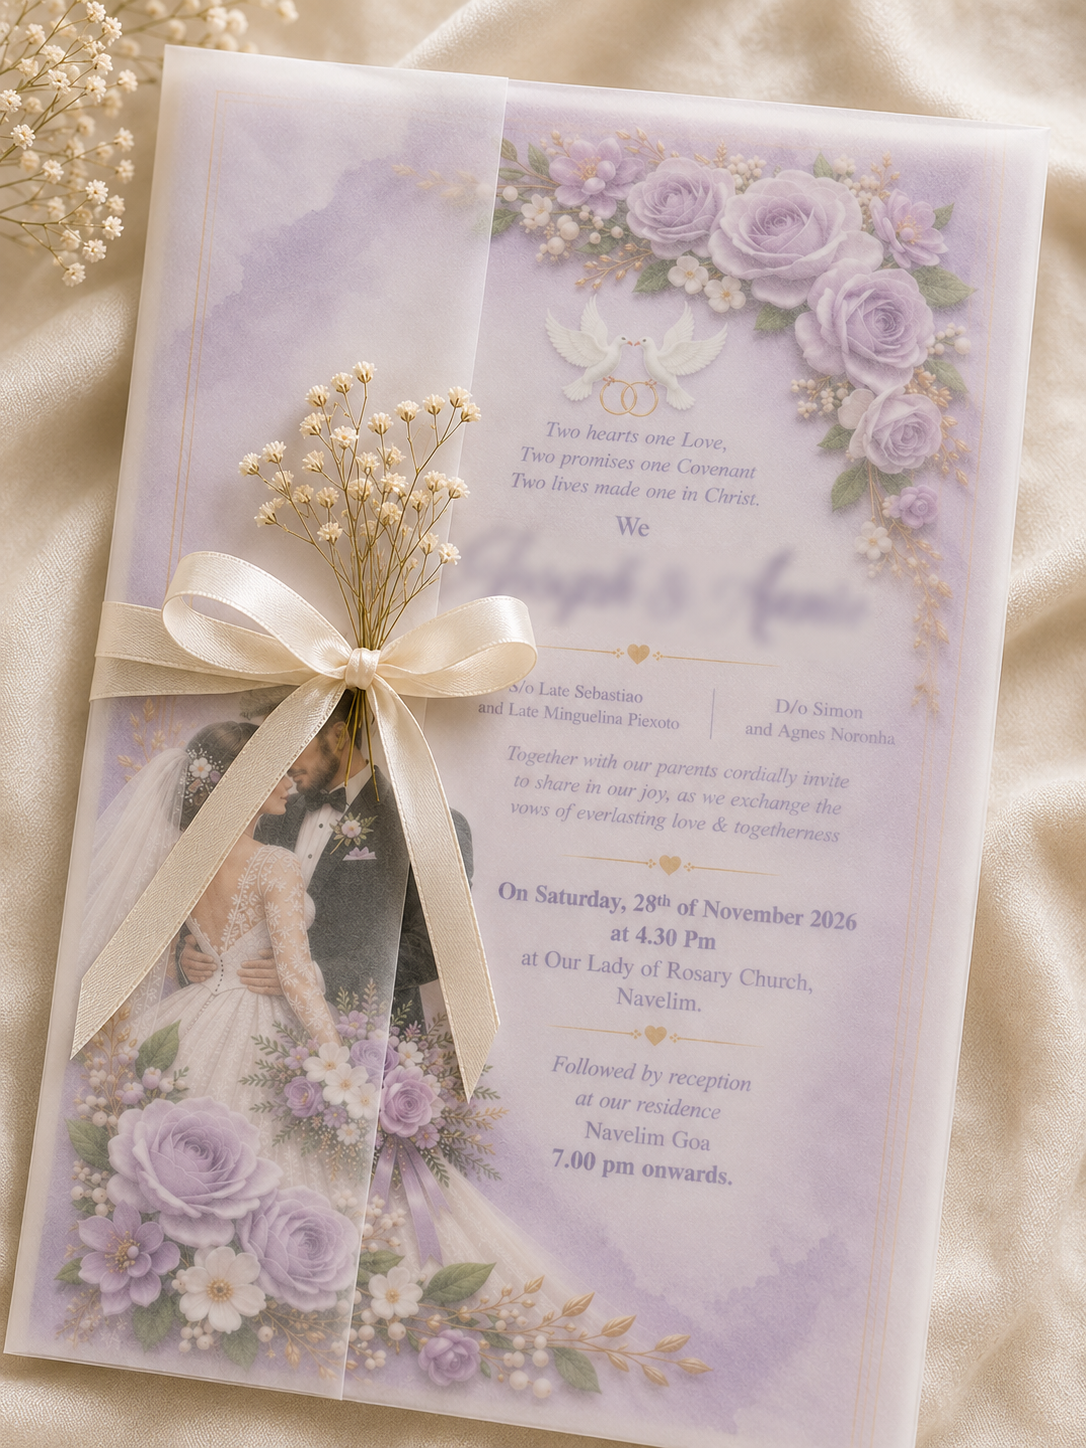 Two hearts one Love,
Two promises one Covenant
Two lives made one in Christ.
We
S/o Late Sebastiao
and Late Minguelina Piexoto
D/o Simon
and Agnes Noronha
Together with our parents cordially invite
to share in our joy, as we exchange the
vows of everlasting love & togetherness
On Saturday, 28th of November 2026
at 4.30 Pm
at Our Lady of Rosary Church,
Navelim.
Followed by reception
at our residence
Navelim Goa
7.00 pm onwards.